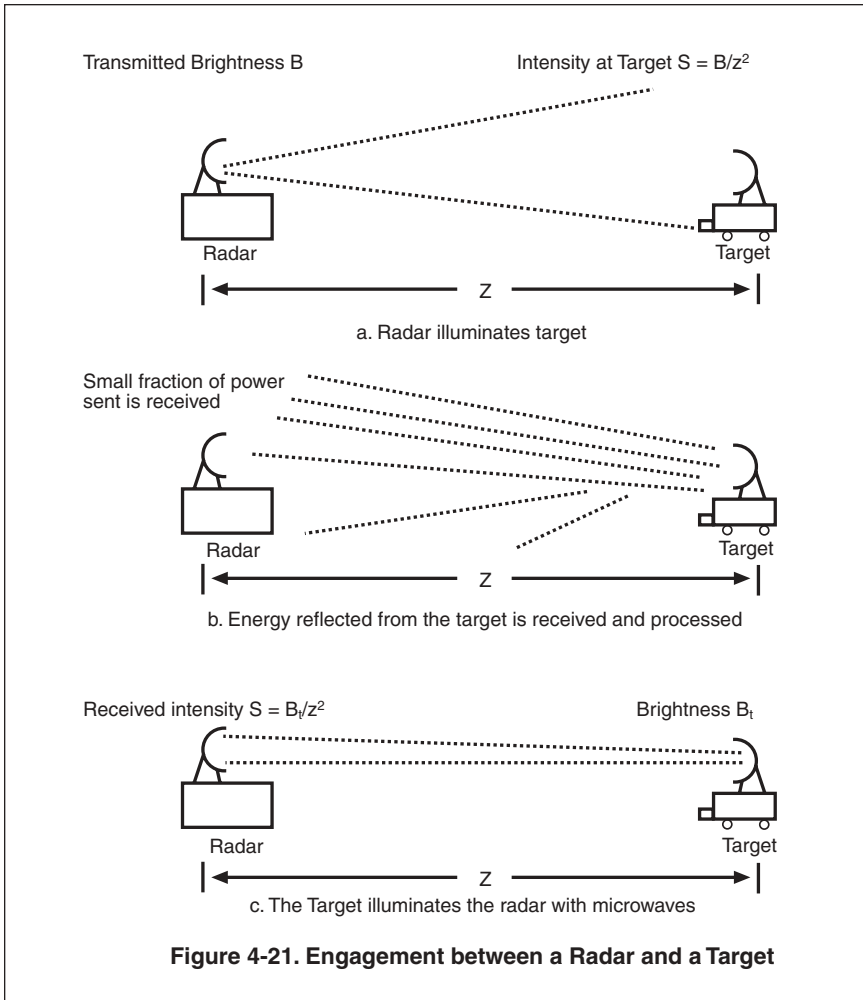 Transmitted Brightness B
Intensity at Target S = B/z²
Radar
Target
Z
a. Radar illuminates target
Small fraction of power
sent is received
Radar
Target
Z
b. Energy reflected from the target is received and processed
Received intensity S = Bₜ/z²
Brightness Bₜ
Radar
Target
Z
c. The Target illuminates the radar with microwaves
Figure 4-21. Engagement between a Radar and a Target